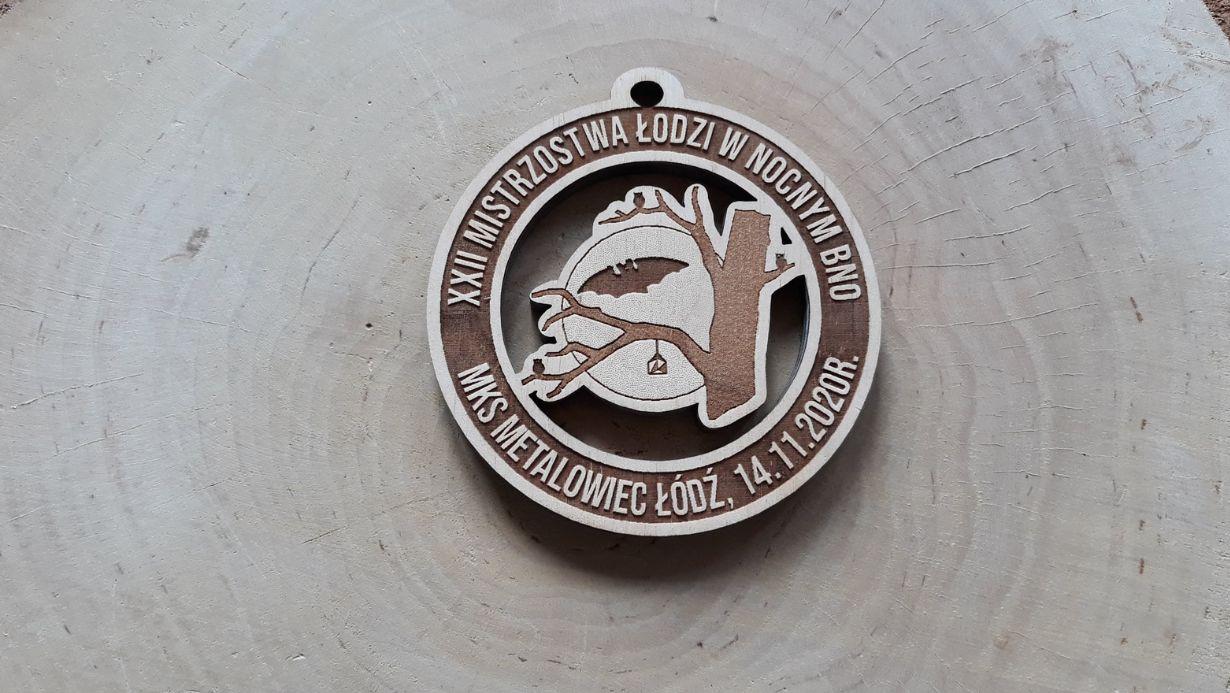 XXII MISTRZOSTWA ŁODZI W NOCNYM BNO
MKS METALOWIEC ŁÓDŹ, 14.11.2020R.